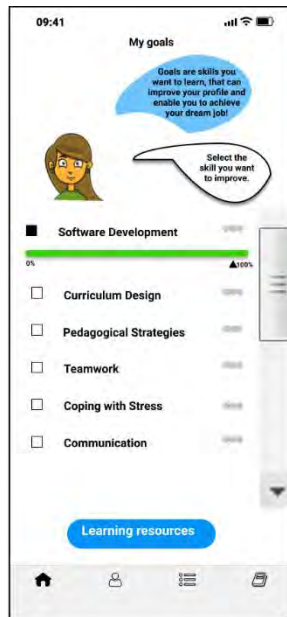 09:41
My goals
Goals are skills you
want to learn, that can
improve your profile and
enable you to achieve
your dream job!
Select the
skill you want
to improve.
Software Development
0%
100%
Curriculum Design
Pedagogical Strategies
Teamwork
Coping with Stress
Communication
Learning resources